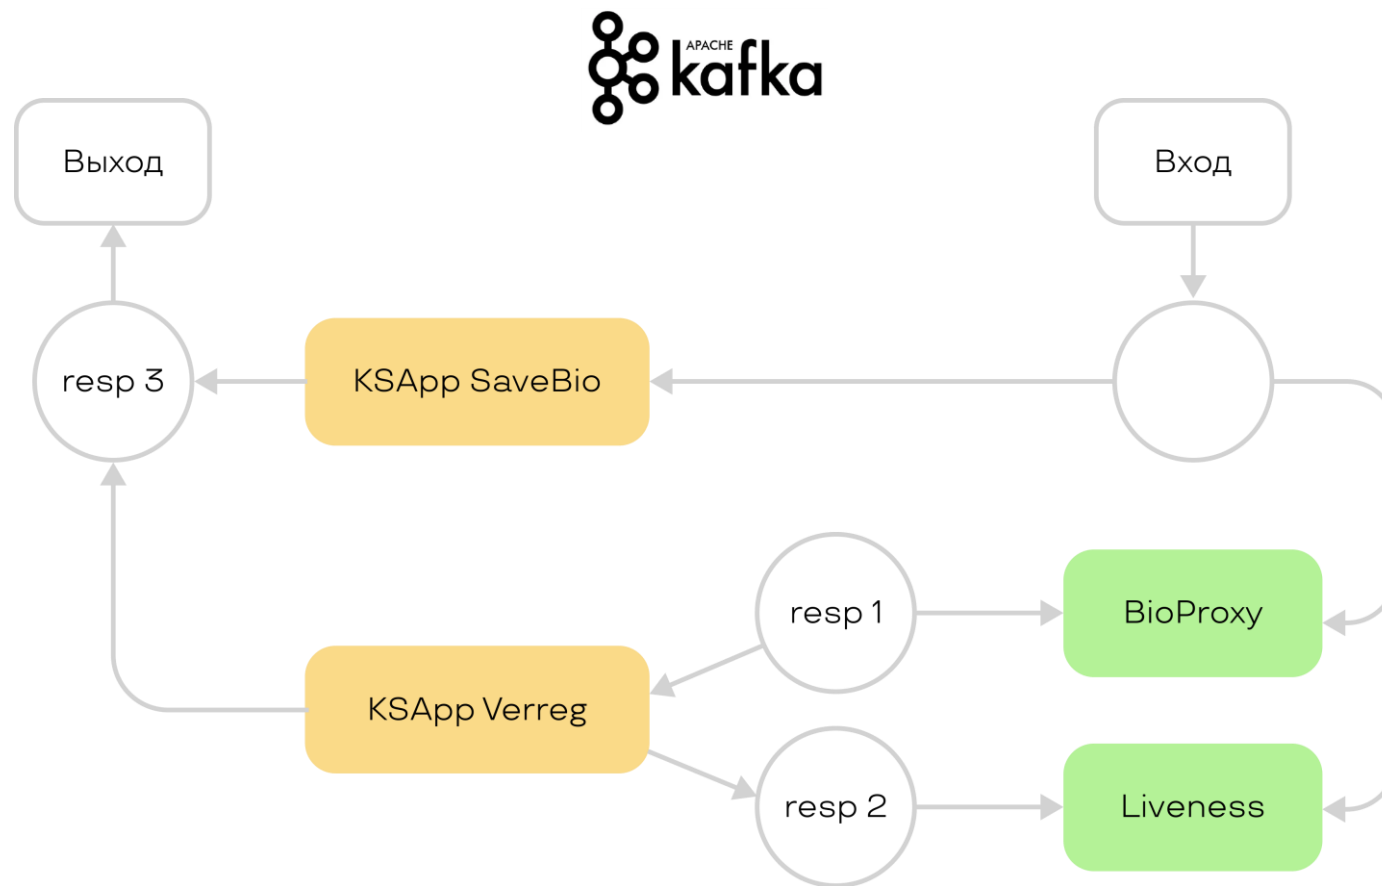 APACHE
kafka
Выход
Вход
resp 3
KSApp SaveBio
resp 1
BioProxy
KSApp Verreg
resp 2
Liveness